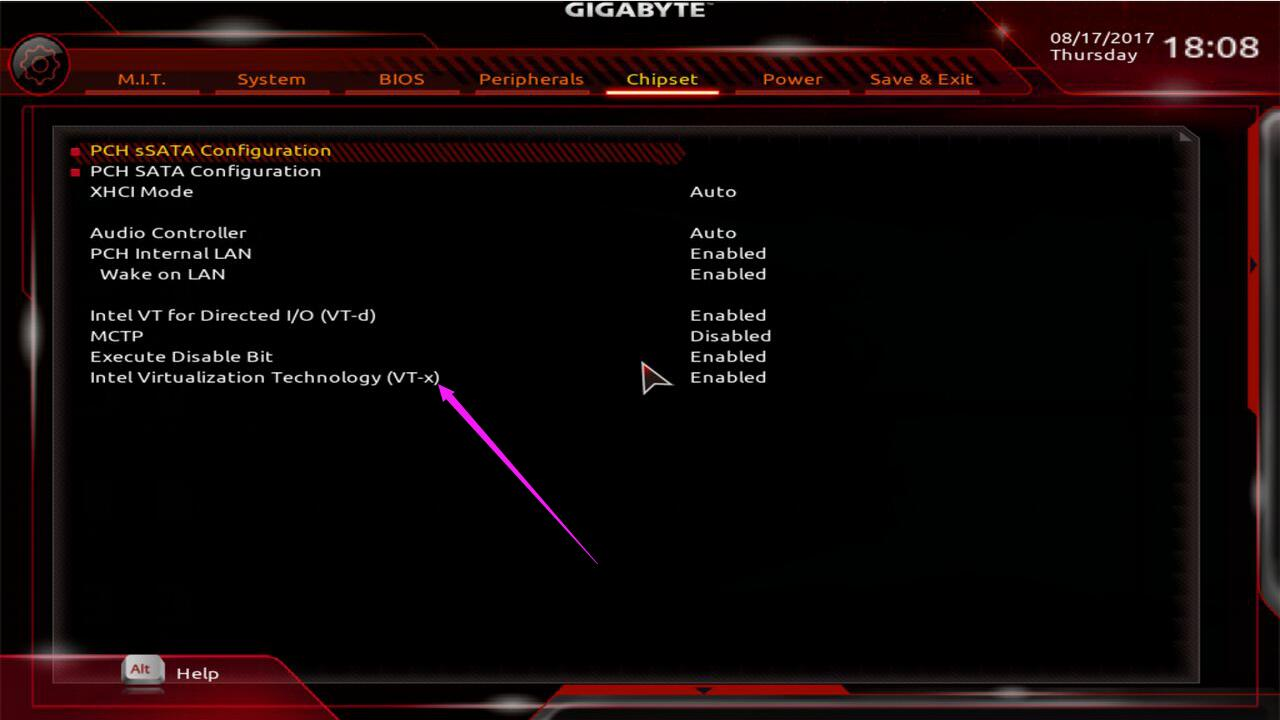 GIGABYTE™
08/17/2017
Thursday
18:08
M.I.T. System BIOS Peripherals Chipset Power Save & Exit
PCH sSATA Configuration
PCH SATA Configuration
XHCI Mode Auto
Audio Controller Auto
PCH Internal LAN Enabled
Wake on LAN Enabled
Intel VT for Directed I/O (VT-d) Enabled
MCTP Disabled
Execute Disable Bit Enabled
Intel Virtualization Technology (VT-x) Enabled
Alt Help